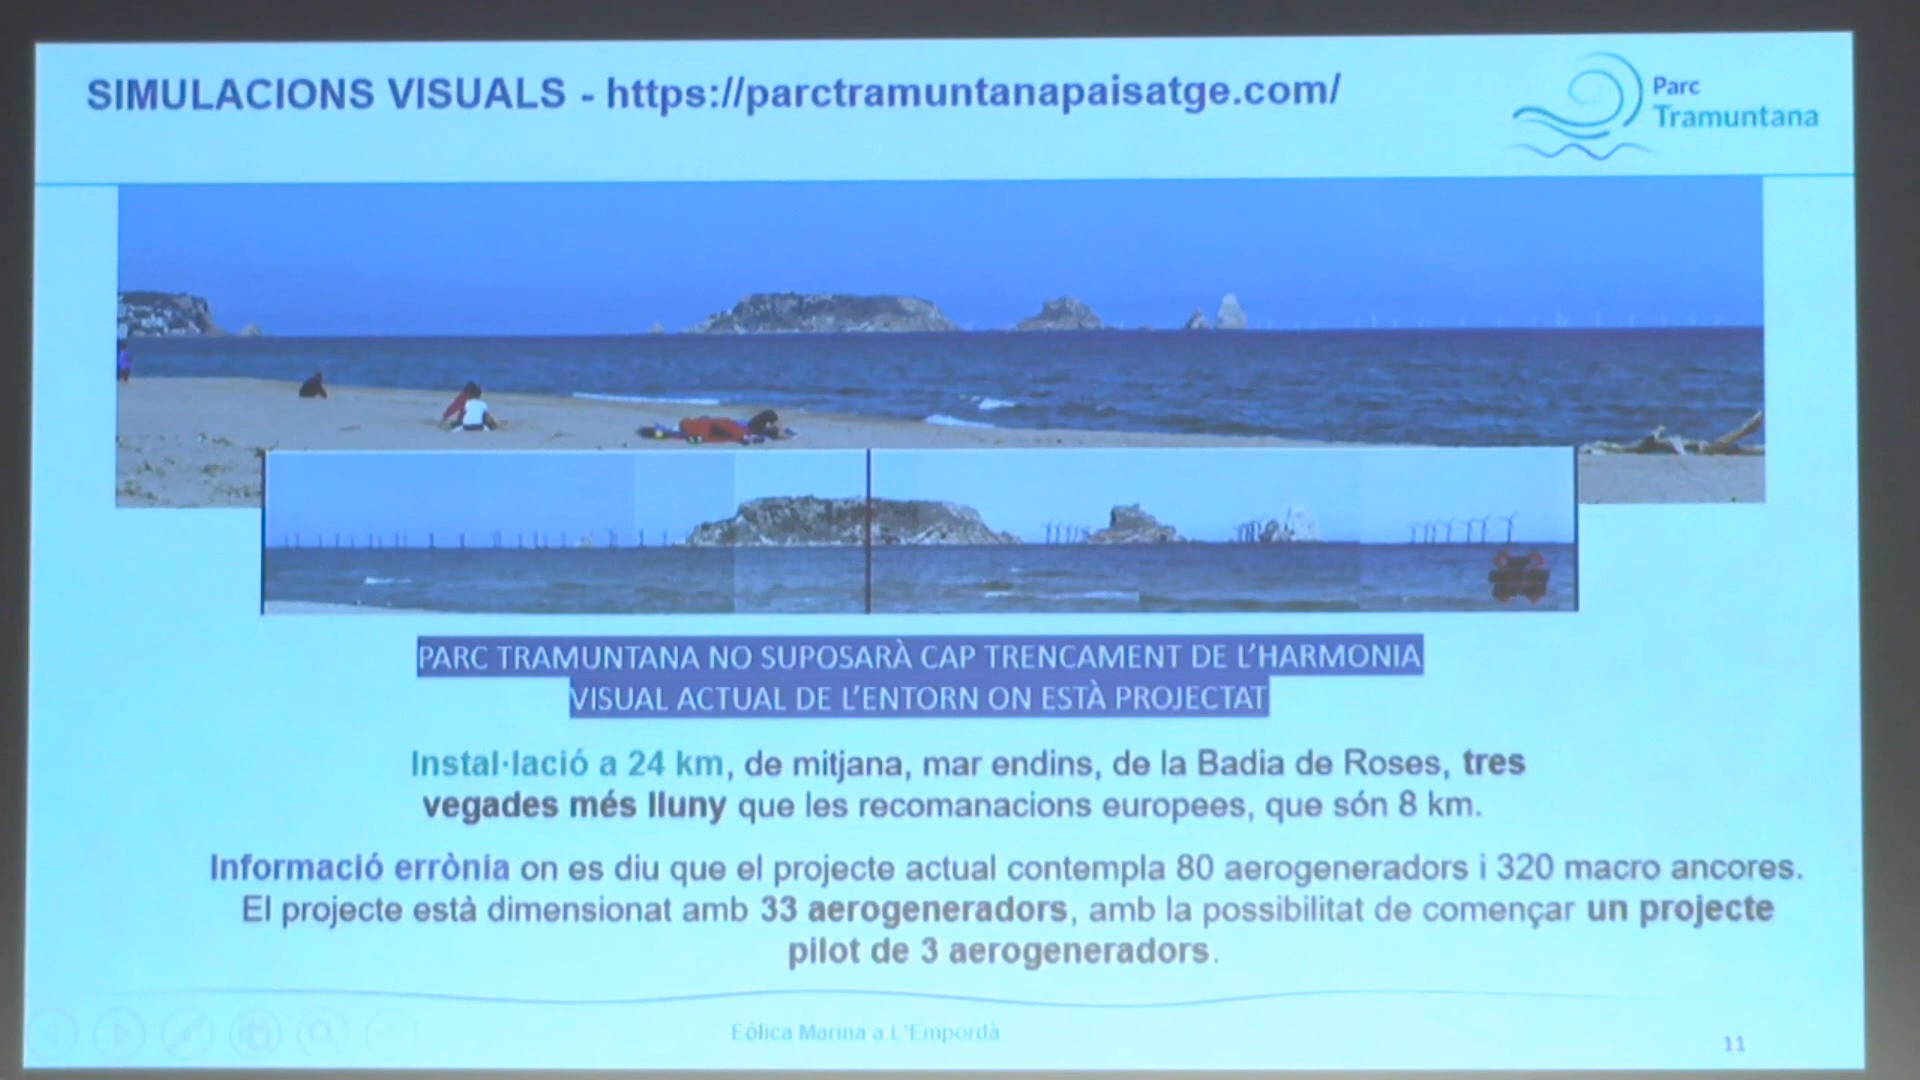 SIMULACIONS VISUALS - https://parctramuntanapaisatge.com/
Parc
Tramuntana
PARC TRAMUNTANA NO SUPOSARÀ CAP TRENCAMENT DE L'HARMONIA
VISUAL ACTUAL DE L'ENTORN ON ESTÀ PROJECTAT
Instal·lació a 24 km, de mitjana, mar endins, de la Badia de Roses, tres
vegades més lluny que les recomanacions europees, que són 8 km.
Informació errònia on es diu que el projecte actual contempla 80 aerogeneradors i 320 macro ancores.
El projecte està dimensionat amb 33 aerogeneradors, amb la possibilitat de començar un projecte
pilot de 3 aerogeneradors.
Eòlica Marina a L'Empordà
11